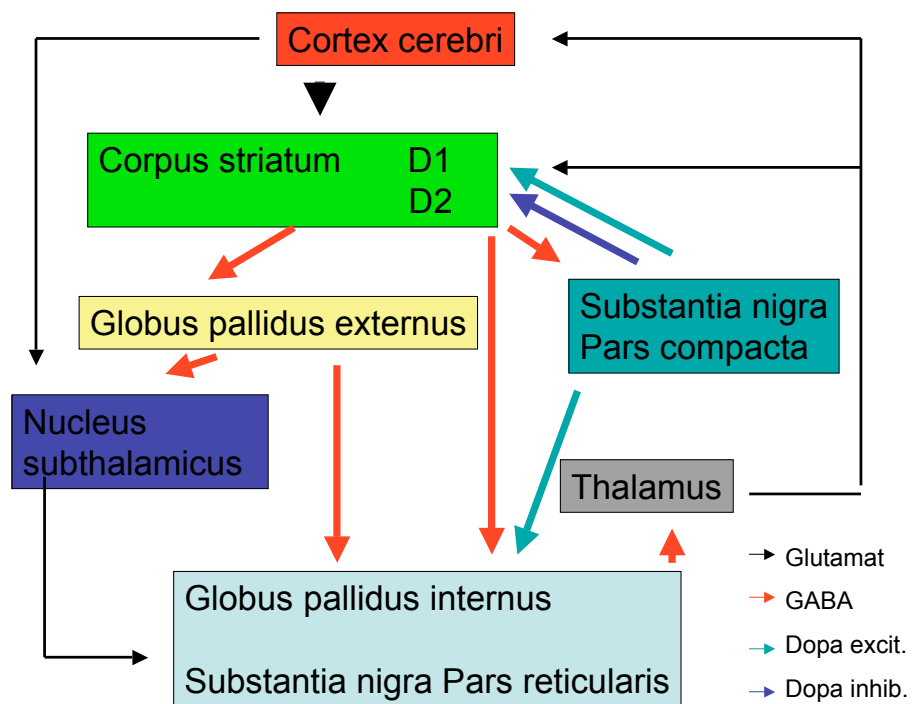 Cortex cerebri
Corpus striatum D1
D2
Globus pallidus externus
Substantia nigra
Pars compacta
Nucleus
subthalamicus
Thalamus
Globus pallidus internus
Substantia nigra Pars reticularis
Glutamat
GABA
Dopa excit.
Dopa inhib.